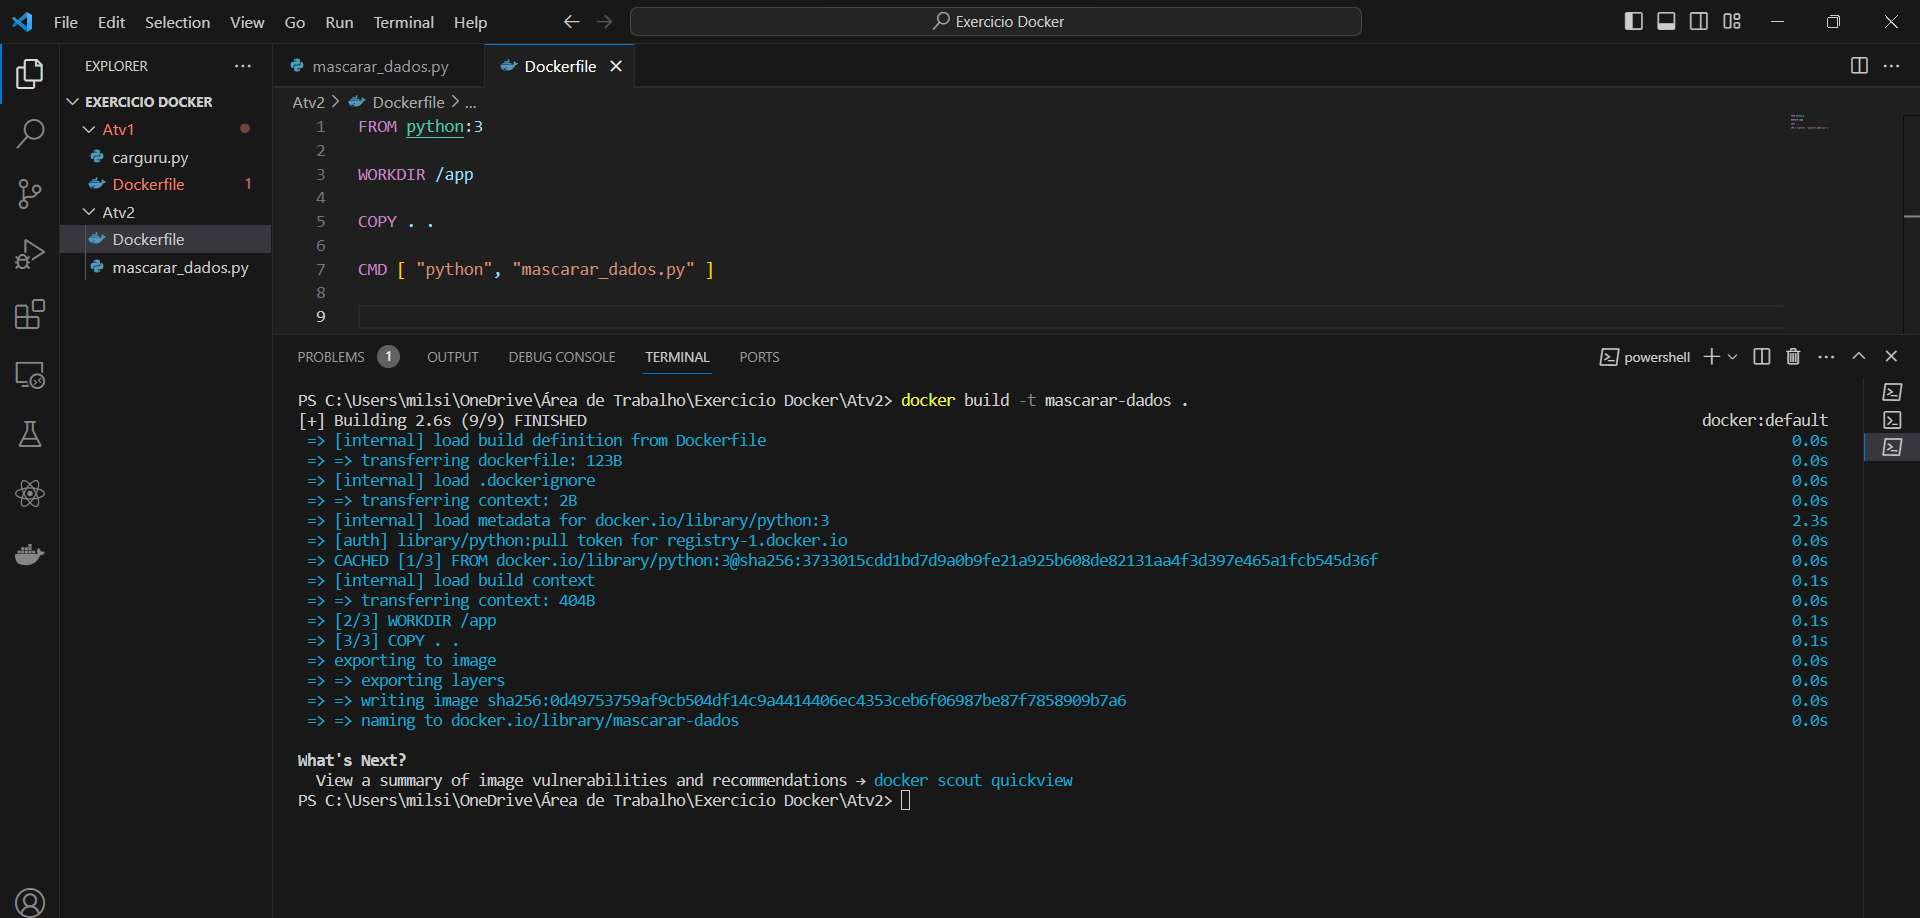 File Edit Selection View Go Run Terminal Help Exercicio Docker
EXPLORER
EXERCICIO DOCKER
Atv1
carguru.py
Dockerfile 1
Atv2
Dockerfile
mascarar_dados.py
mascarar_dados.py Dockerfile
Atv2 > Dockerfile > ...
1 FROM python:3
2
3 WORKDIR /app
4
5 COPY . .
6
7 CMD [ "python", "mascarar_dados.py" ]
8
9
PROBLEMS 1 OUTPUT DEBUG CONSOLE TERMINAL PORTS powershell
PS C:\Users\milsi\OneDrive\Área de Trabalho\Exercicio Docker\Atv2> docker build -t mascarar-dados .
[+] Building 2.6s (9/9) FINISHED docker:default
=> [internal] load build definition from Dockerfile 0.0s
=> => transferring dockerfile: 123B 0.0s
=> [internal] load .dockerignore 0.0s
=> => transferring context: 2B 0.0s
=> [internal] load metadata for docker.io/library/python:3 2.3s
=> [auth] library/python:pull token for registry-1.docker.io 0.0s
=> CACHED [1/3] FROM docker.io/library/python:3@sha256:3733015cdd1bd7d9a0b9fe21a925b608de82131aa4f3d397e465a1fcb545d36f 0.0s
=> [internal] load build context 0.1s
=> => transferring context: 404B 0.0s
=> [2/3] WORKDIR /app 0.1s
=> [3/3] COPY . . 0.1s
=> exporting to image 0.0s
=> => exporting layers 0.0s
=> => writing image sha256:0d49753759af9cb504df14c9a4414406ec4353ceb6f06987be87f7858909b7a6 0.0s
=> => naming to docker.io/library/mascarar-dados 0.0s
What's Next?
View a summary of image vulnerabilities and recommendations → docker scout quickview
PS C:\Users\milsi\OneDrive\Área de Trabalho\Exercicio Docker\Atv2>